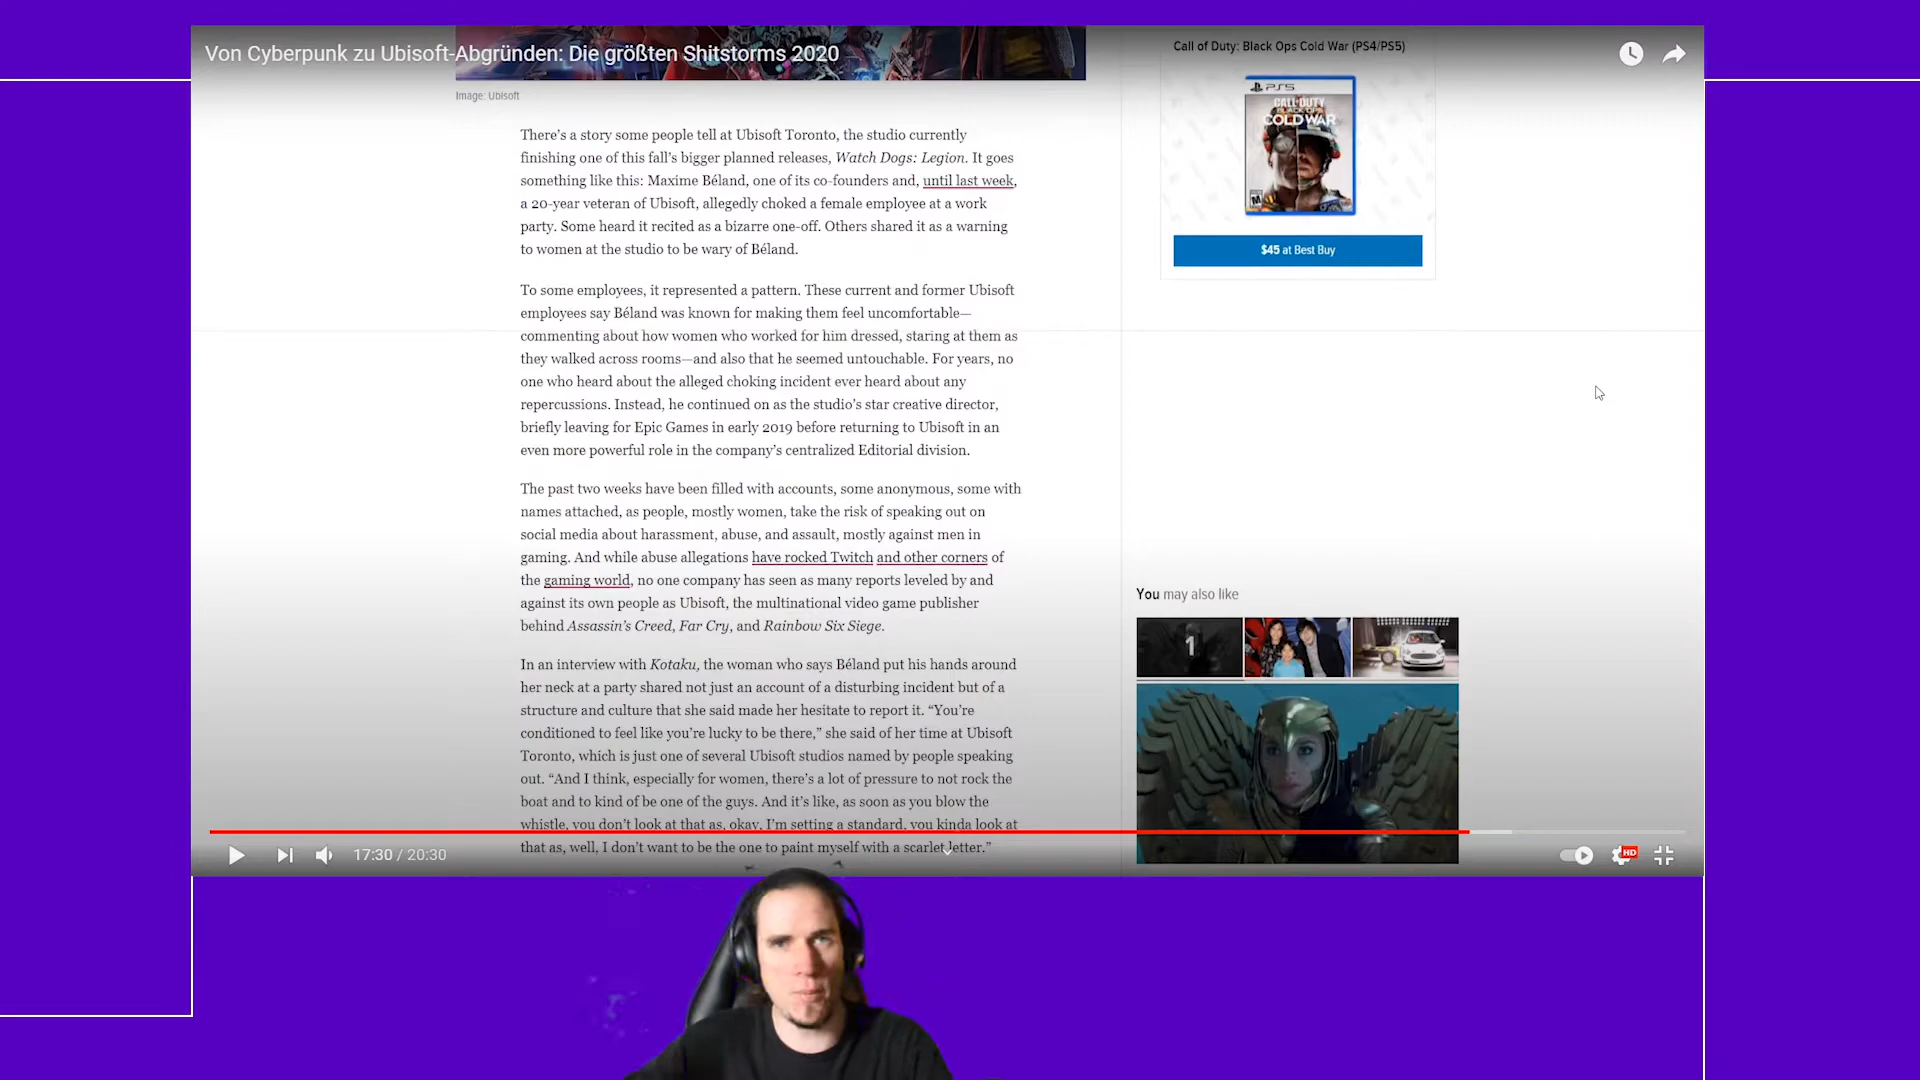 Von Cyberpunk zu Ubisoft-Abgründen: Die größten Shitstorms 2020
Image: Ubisoft
There's a story some people tell at Ubisoft Toronto, the studio currently
finishing one of this fall's bigger planned releases, Watch Dogs: Legion. It goes
something like this: Maxime Béland, one of its co-founders and, until last week,
a 20-year veteran of Ubisoft, allegedly choked a female employee at a work
party. Some heard it recited as a bizarre one-off. Others shared it as a warning
to women at the studio to be wary of Béland.
To some employees, it represented a pattern. These current and former Ubisoft
employees say Béland was known for making them feel uncomfortable—
commenting about how women who worked for him dressed, staring at them as
they walked across rooms—and also that he seemed untouchable. For years, no
one who heard about the alleged choking incident ever heard about any
repercussions. Instead, he continued on as the studio's star creative director,
briefly leaving for Epic Games in early 2019 before returning to Ubisoft in an
even more powerful role in the company's centralized Editorial division.
The past two weeks have been filled with accounts, some anonymous, some with
names attached, as people, mostly women, take the risk of speaking out on
social media about harassment, abuse, and assault, mostly against men in
gaming. And while abuse allegations have rocked Twitch and other corners of
the gaming world, no one company has seen as many reports leveled by and
against its own people as Ubisoft, the multinational video game publisher
behind Assassin's Creed, Far Cry, and Rainbow Six Siege.
In an interview with Kotaku, the woman who says Béland put his hands around
her neck at a party shared not just an account of a disturbing incident but of a
structure and culture that she said made her hesitate to report it. “You're
conditioned to feel like you're lucky to be there,” she said of her time at Ubisoft
Toronto, which is just one of several Ubisoft studios named by people speaking
out. “And I think, especially for women, there's a lot of pressure to not rock the
boat and to kind of be one of the guys. And it's like, as soon as you blow the
whistle, you don't look at that as, okay, I'm setting a standard, you kinda look at
that as, well, I don't want to be the one to paint myself with a scarlet letter.”
Call of Duty: Black Ops Cold War (PS4/PS5)
PS5
CALL OF DUTY
BLACK OPS
COLD WAR
M
$45 at Best Buy
You may also like
1
17:30 / 20:30
HD